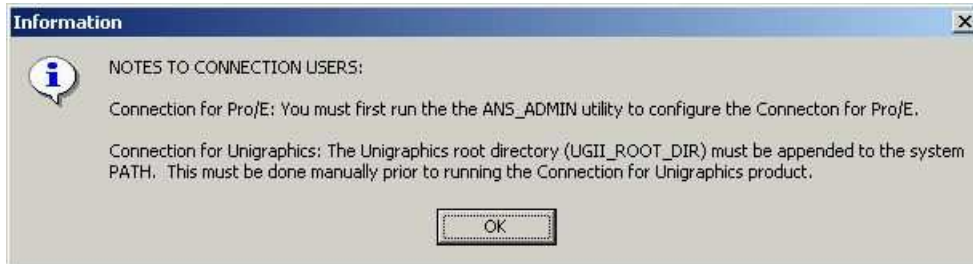 Information
NOTES TO CONNECTION USERS:
Connection for Pro/E: You must first run the the ANS_ADMIN utility to configure the Connecton for Pro/E.
Connection for Unigraphics: The Unigraphics root directory (UGII_ROOT_DIR) must be appended to the system
PATH. This must be done manually prior to running the Connection for Unigraphics product.
OK